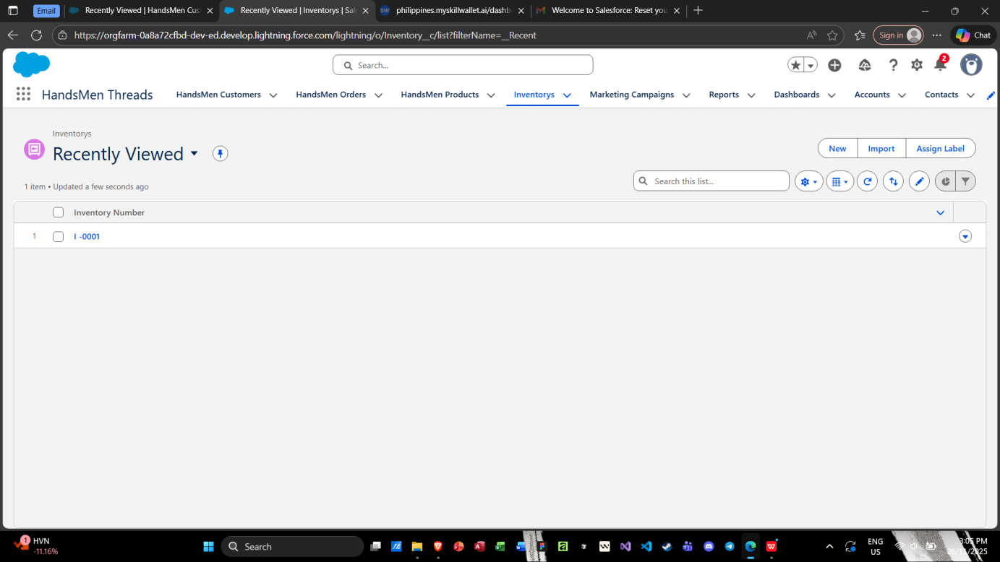 Email
Recently Viewed | HandsMen Cus
Recently Viewed | Inventorys | Sal
SW
philippines.myskillwallet.ai/dashbo
Welcome to Salesforce: Reset you
https://orgfarm-0a8a72cfbd-dev-ed.develop.lightning.force.com/lightning/o/Inventory__c/list?filterName=__Recent
Sign in
Chat
Search...
2
HandsMen Threads
HandsMen Customers
HandsMen Orders
HandsMen Products
Inventorys
Marketing Campaigns
Reports
Dashboards
Accounts
Contacts
Inventorys
Recently Viewed
New
Import
Assign Label
1 item • Updated a few seconds ago
Search this list...
Inventory Number
1
I -0001
1
HVN
-11.16%
Search
ENG
US
3:05 PM
26/11/2025